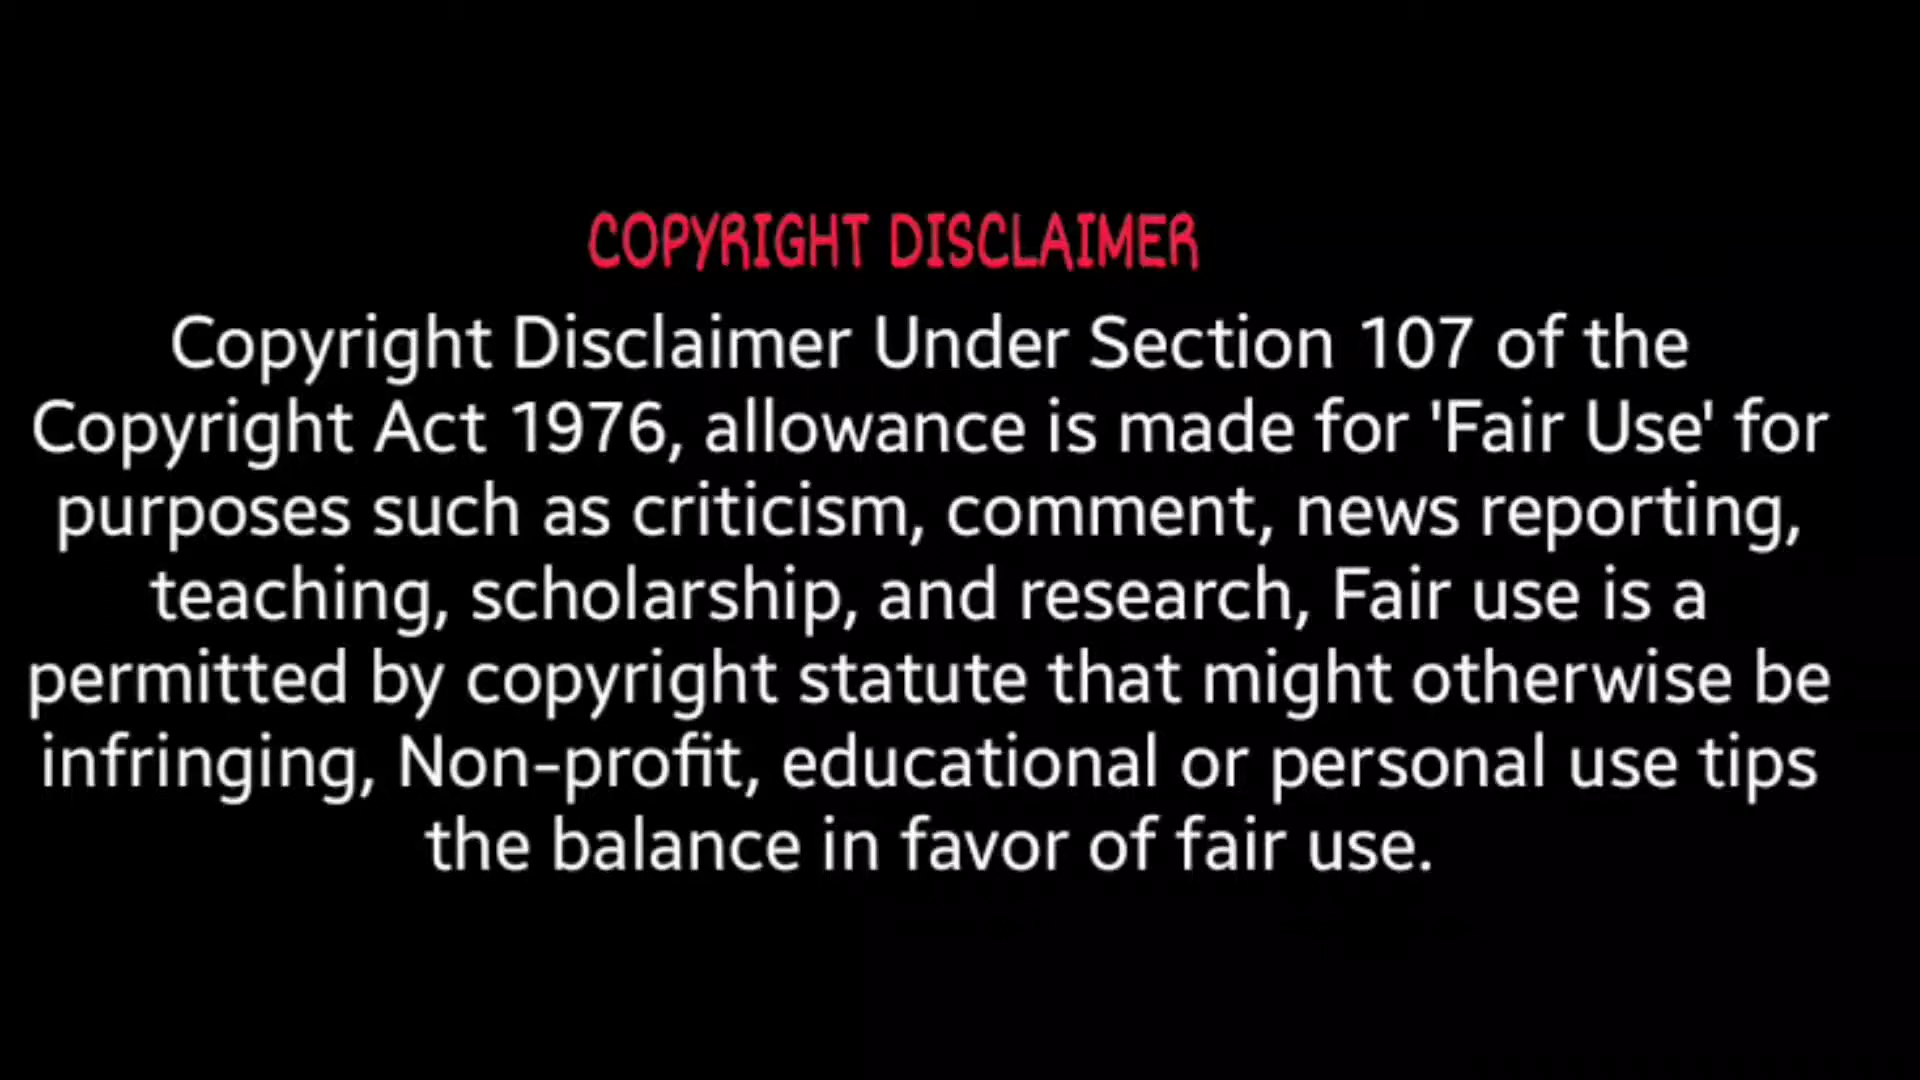 COPYRIGHT DISCLAIMER
Copyright Disclaimer Under Section 107 of the
Copyright Act 1976, allowance is made for 'Fair Use' for
purposes such as criticism, comment, news reporting,
teaching, scholarship, and research, Fair use is a
permitted by copyright statute that might otherwise be
infringing, Non-profit, educational or personal use tips
the balance in favor of fair use.